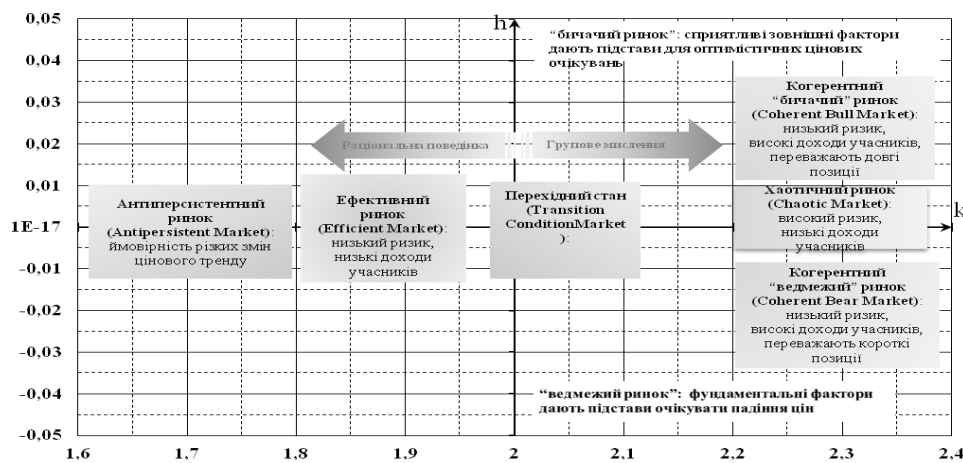 0,05
0,04
0,03
0,02
0,01
1E-17
-0,01
-0,02
-0,03
-0,04
-0,05
h
“бичачий ринок”: сприятливі зовнішні фактори
дають підстави для оптимістичних цінових
очікувань
Когерентний
“бичачий” ринок
(Coherent Bull Market):
низький ризик,
високі доходи учасників,
переважають довгі
позиції
Раціональна поведінка
Групове мислення
Антиперсистентний
ринок
(Antipersistent Market):
ймовірність різких змін
цінового тренду
Ефективний
ринок
(Efficient Market):
низький ризик,
низькі доходи
учасників
Перехідний стан
(Transition
ConditionMarket)
:
Хаотичний ринок
(Chaotic Market):
високий ризик,
низькі доходи
учасників
k
Когерентний
“ведмежий” ринок
(Coherent Bear Market):
низький ризик,
високі доходи учасників,
переважають короткі
позиції
“ведмежий ринок”: фундаментальні фактори
дають підстави очікувати падіння цін
1,6 1,7 1,8 1,9 2 2,1 2,2 2,3 2,4